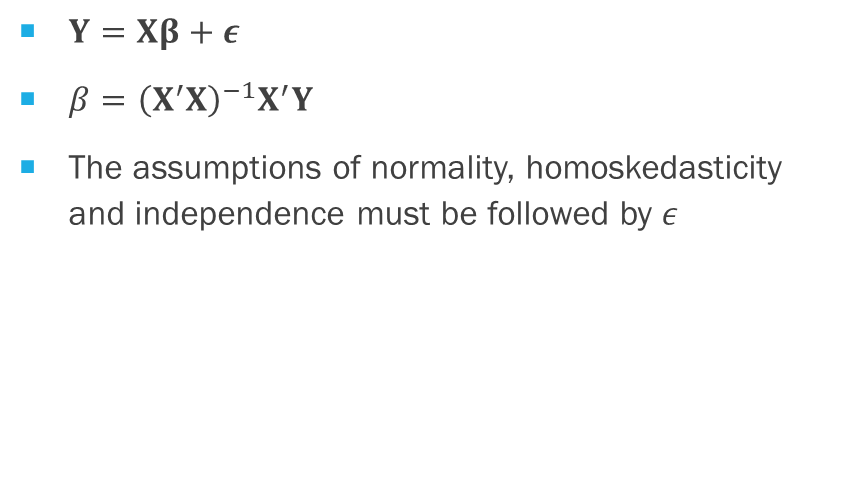 Y = Xβ + ϵ
β = (X′X)⁻¹X′Y
The assumptions of normality, homoskedasticity
and independence must be followed by ϵ